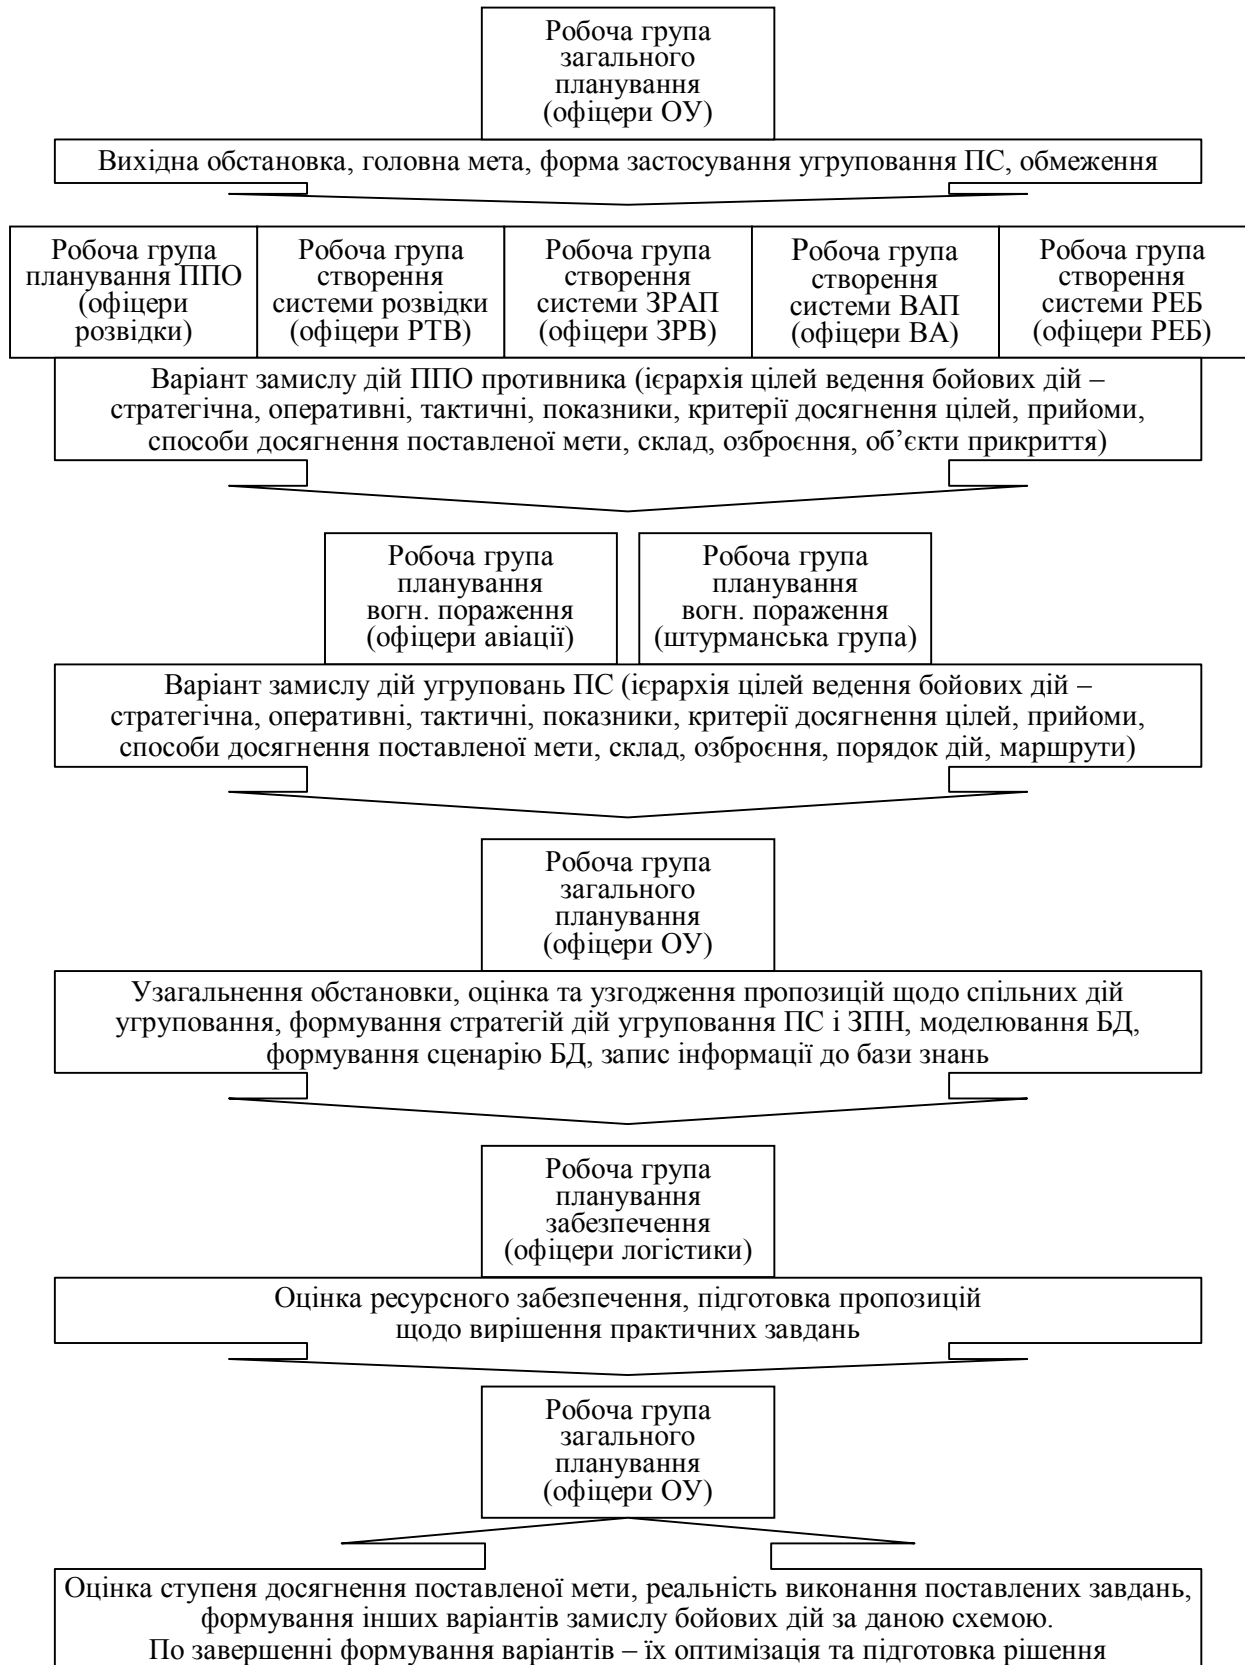 Робоча група
загального
планування
(офіцери ОУ)
Вихідна обстановка, головна мета, форма застосування угруповання ПС, обмеження
Робоча група
планування ППО
(офіцери
розвідки)
Робоча група
створення
системи розвідки
(офіцери РТВ)
Робоча група
створення
системи ЗРАП
(офіцери ЗРВ)
Робоча група
створення
системи ВАП
(офіцери ВА)
Робоча група
створення
системи РЕБ
(офіцери РЕБ)
Варіант замислу дій ППО противника (ієрархія цілей ведення бойових дій –
стратегічна, оперативні, тактичні, показники, критерії досягнення цілей, прийоми,
способи досягнення поставленої мети, склад, озброєння, об’єкти прикриття)
Робоча група
планування
вогн. пораження
(офіцери авіації)
Робоча група
планування
вогн. пораження
(штурманська група)
Варіант замислу дій угруповань ПС (ієрархія цілей ведення бойових дій –
стратегічна, оперативні, тактичні, показники, критерії досягнення цілей, прийоми,
способи досягнення поставленої мети, склад, озброєння, порядок дій, маршрути)
Робоча група
загального
планування
(офіцери ОУ)
Узагальнення обстановки, оцінка та узгодження пропозицій щодо спільних дій
угруповання, формування стратегій дій угруповання ПС і ЗПН, моделювання БД,
формування сценарію БД, запис інформації до бази знань
Робоча група
планування
забезпечення
(офіцери логістики)
Оцінка ресурсного забезпечення, підготовка пропозицій
щодо вирішення практичних завдань
Робоча група
загального
планування
(офіцери ОУ)
Оцінка ступеня досягнення поставленої мети, реальність виконання поставлених завдань,
формування інших варіантів замислу бойових дій за даною схемою.
По завершенні формування варіантів – їх оптимізація та підготовка рішення